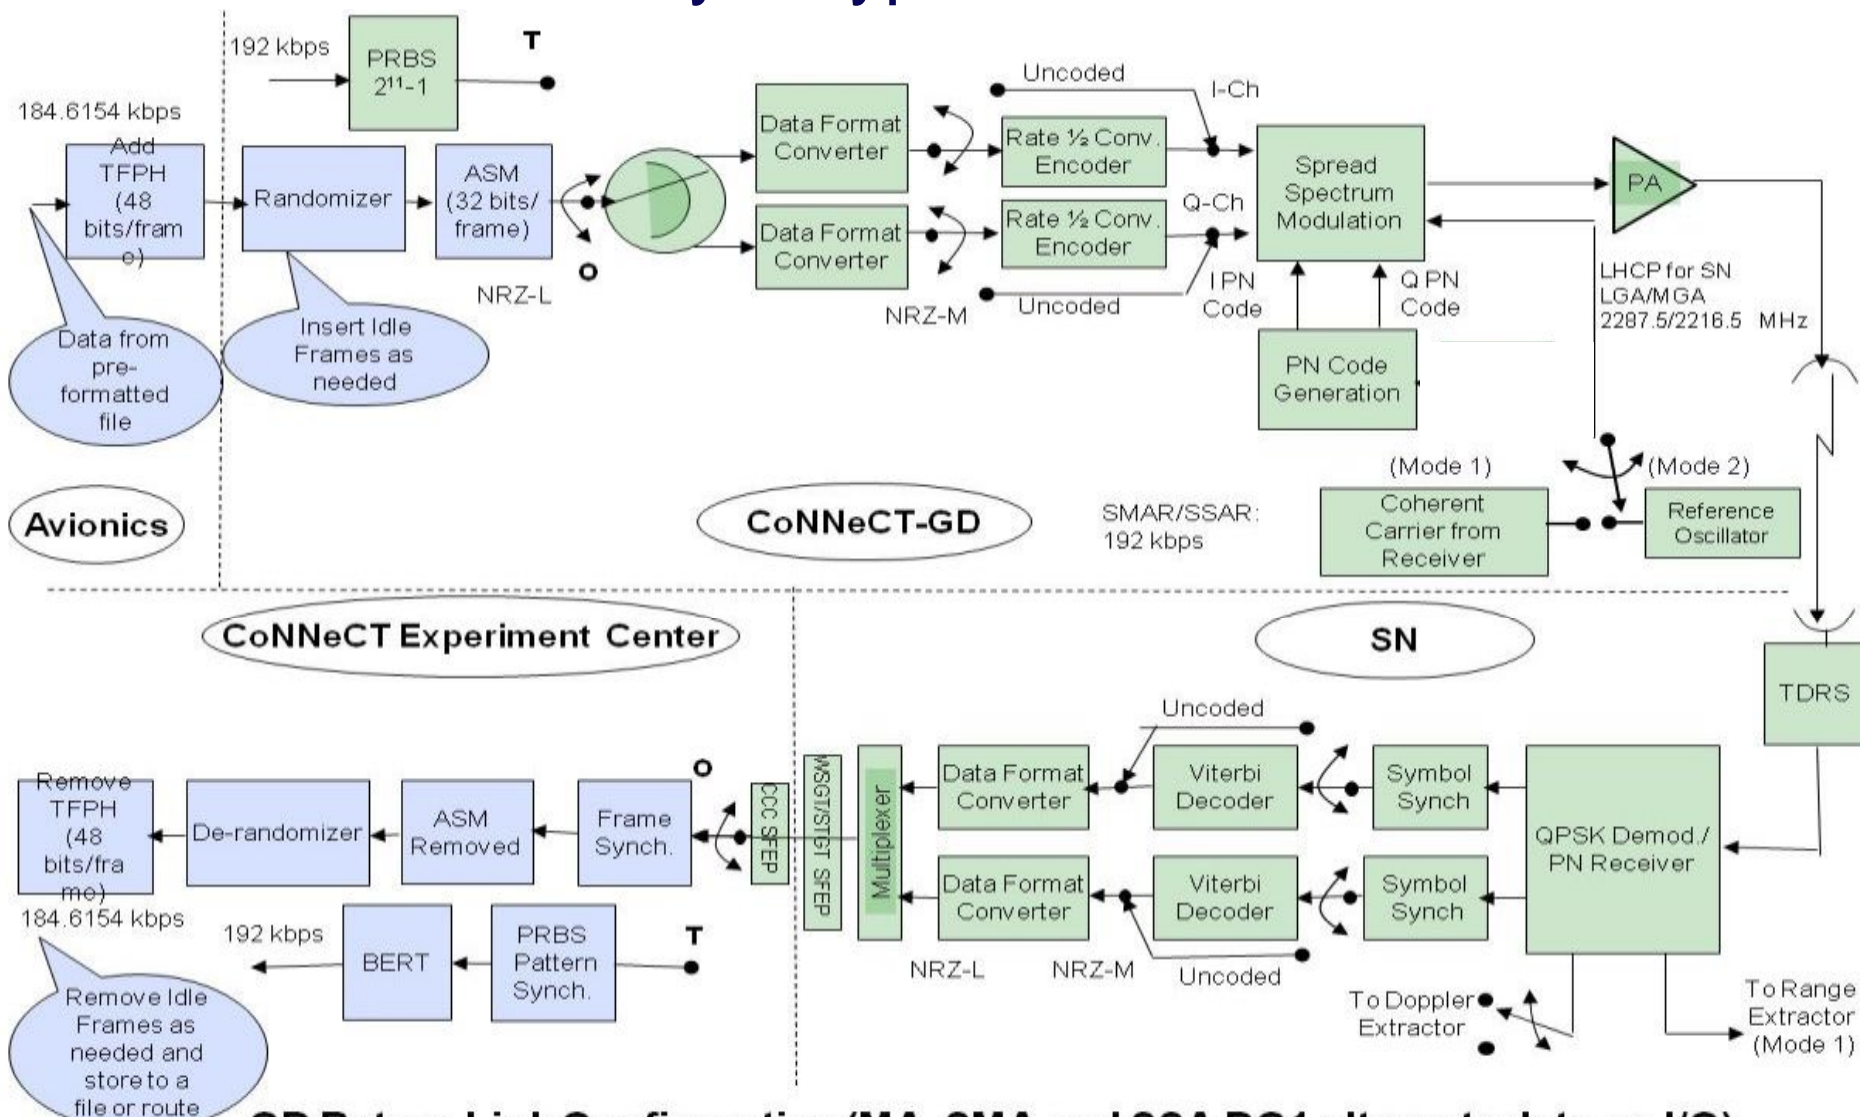 192 kbps
PRBS
2¹¹-1
T
184.6154 kbps
Add
TFPH
(48
bits/fram
e)
Randomizer
ASM
(32 bits/
frame)
O
NRZ-L
Data from
pre-
formatted
file
Insert Idle
Frames as
needed
Data Format
Converter
Data Format
Converter
NRZ-M
Uncoded
I-Ch
Rate ½ Conv.
Encoder
Q-Ch
Rate ½ Conv.
Encoder
Uncoded
Spread
Spectrum
Modulation
I PN
Code
Q PN
Code
PN Code
Generation
PA
LHCP for SN
LGA/MGA
2287.5/2216.5 MHz
(Mode 1)
(Mode 2)
Coherent
Carrier from
Receiver
Reference
Oscillator
SMAR/SSAR:
192 kbps
Avionics
CoNNeCT-GD
CoNNeCT Experiment Center
SN
TDRS
Uncoded
Remove
TFPH
(48
bits/fra
me)
De-randomizer
ASM
Removed
Frame
Synch.
O
CCC SFEP
WSGT/STGT SFEP
Multiplexer
Data Format
Converter
Viterbi
Decoder
Symbol
Synch
QPSK Demod./
PN Receiver
Data Format
Converter
Viterbi
Decoder
Symbol
Synch
184.6154 kbps
192 kbps
BERT
PRBS
Pattern
Synch.
T
NRZ-L
NRZ-M
Uncoded
To Doppler
Extractor
To Range
Extractor
(Mode 1)
Remove Idle
Frames as
needed and
store to a
file or route